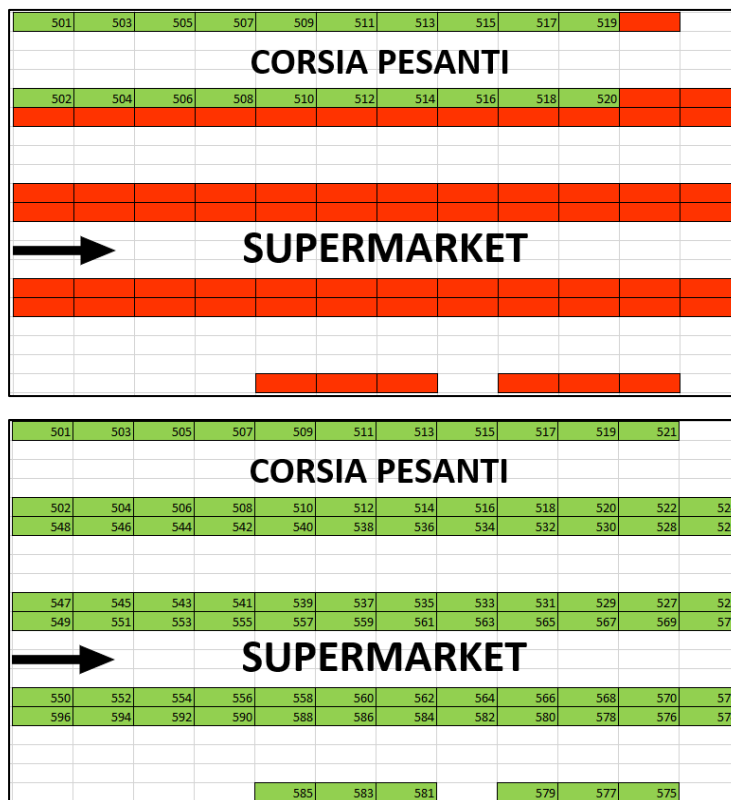 501 503 505 507 509 511 513 515 517 519
CORSIA PESANTI
502 504 506 508 510 512 514 516 518 520
SUPERMARKET
501 503 505 507 509 511 513 515 517 519 521
CORSIA PESANTI
502 504 506 508 510 512 514 516 518 520 522
548 546 544 542 540 538 536 534 532 530 528
547 545 543 541 539 537 535 533 531 529 527
549 551 553 555 557 559 561 563 565 567 569
SUPERMARKET
550 552 554 556 558 560 562 564 566 568 570
596 594 592 590 588 586 584 582 580 578 576
585 583 581 579 577 575